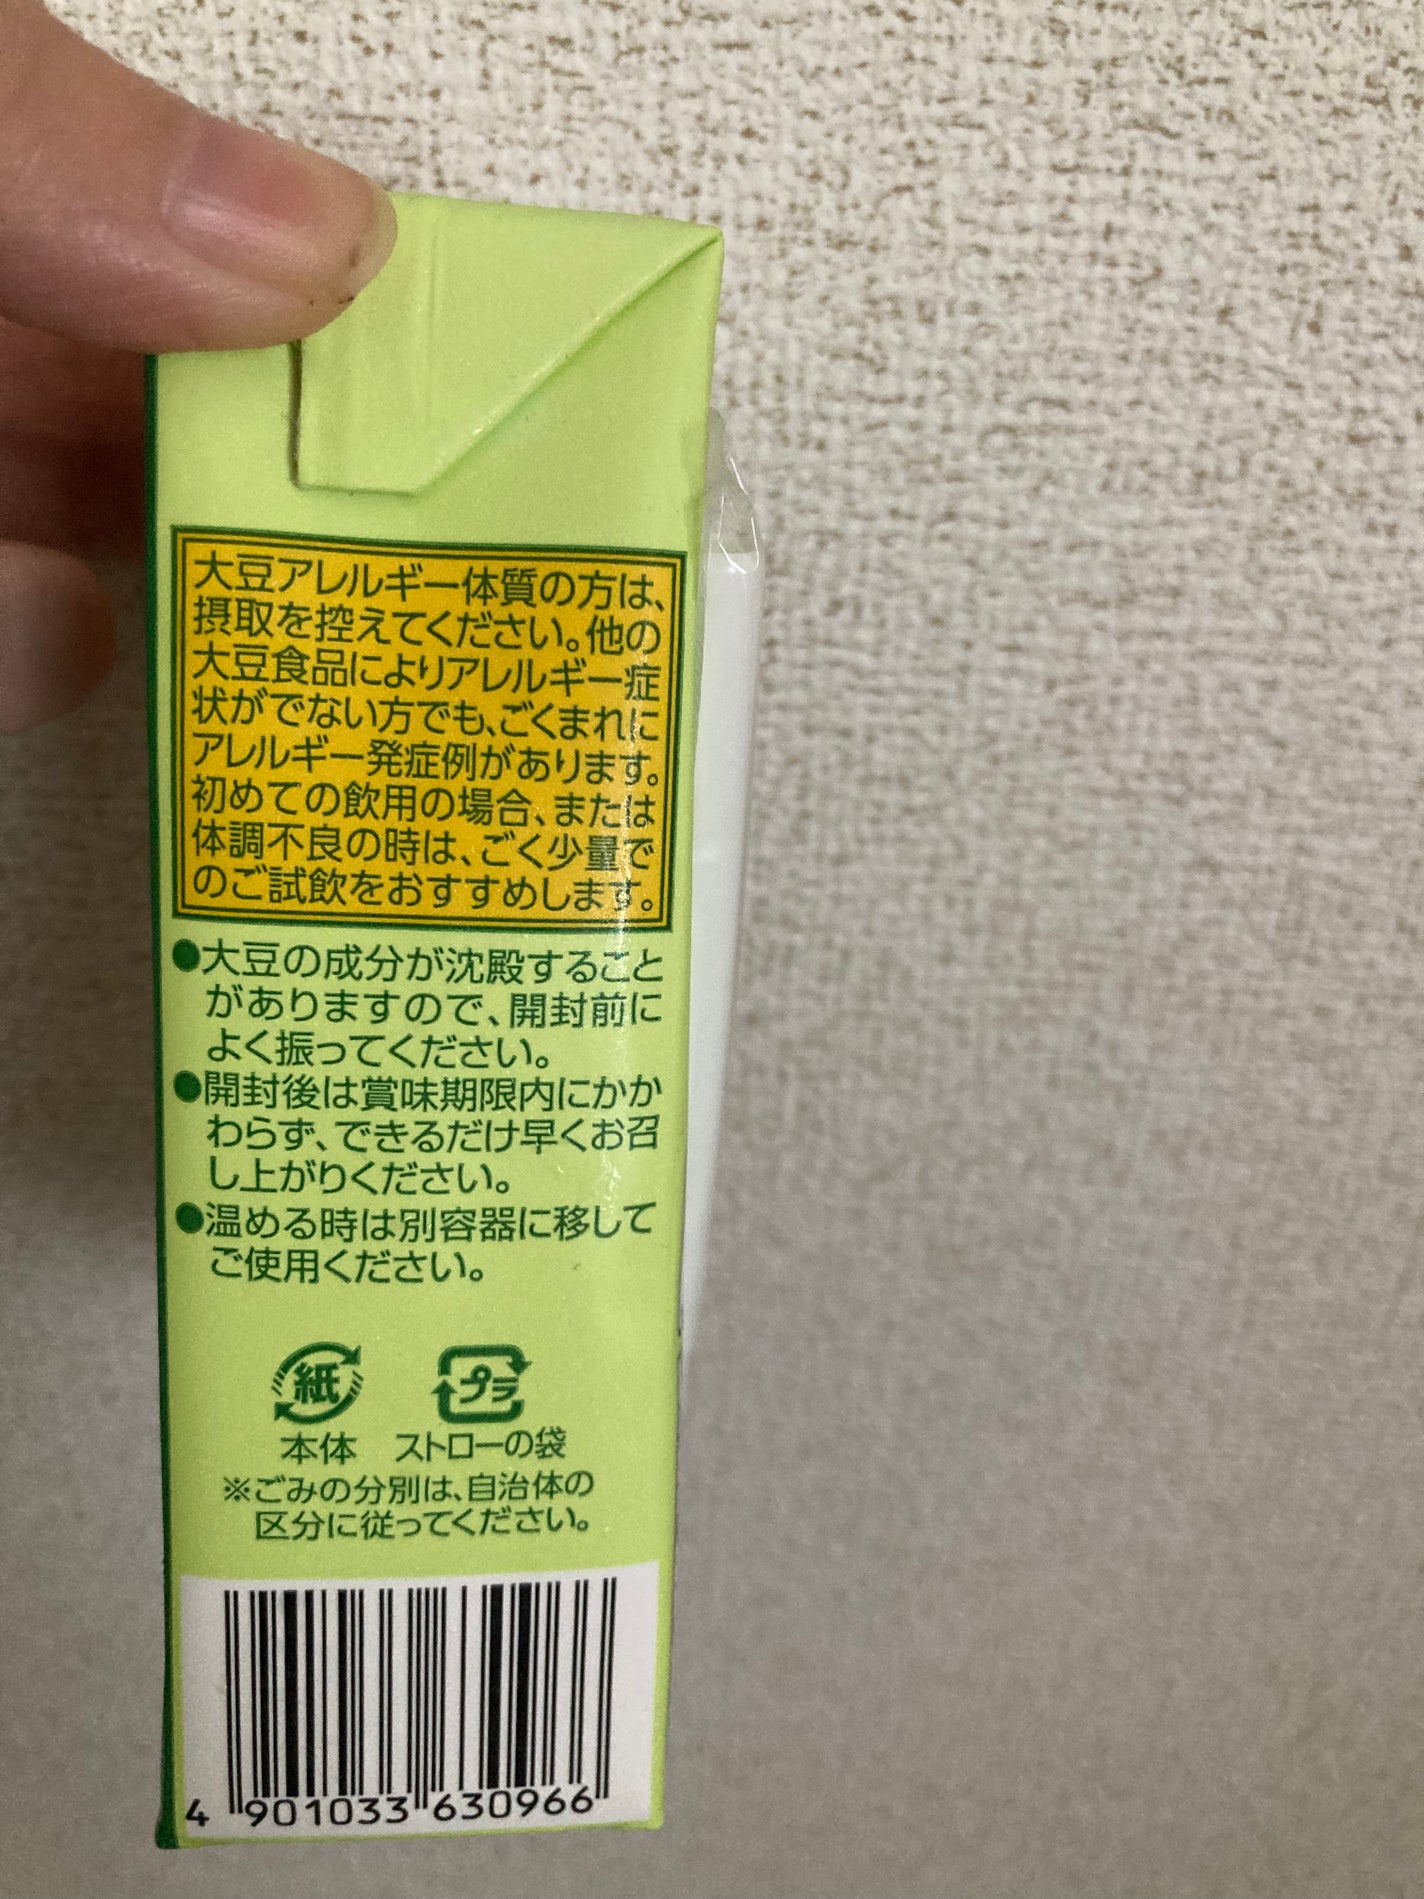 大豆アレルギー体質の方は、
摂取を控えてください。他の
大豆食品によりアレルギー症
状がでない方でも、ごくまれに
アレルギー発症例があります。
初めての飲用の場合、または
体調不良の時は、ごく少量で
のご試飲をおすすめします。
●大豆の成分が沈殿すること
がありますので、開封前に
よく振ってください。
●開封後は賞味期限内にかか
わらず、できるだけ早くお召
し上がりください。
●温める時は別容器に移して
ご使用ください。
紙 プラ
本体 ストローの袋
※ごみの分別は、自治体の
区分に従ってください。
4 901033 630966